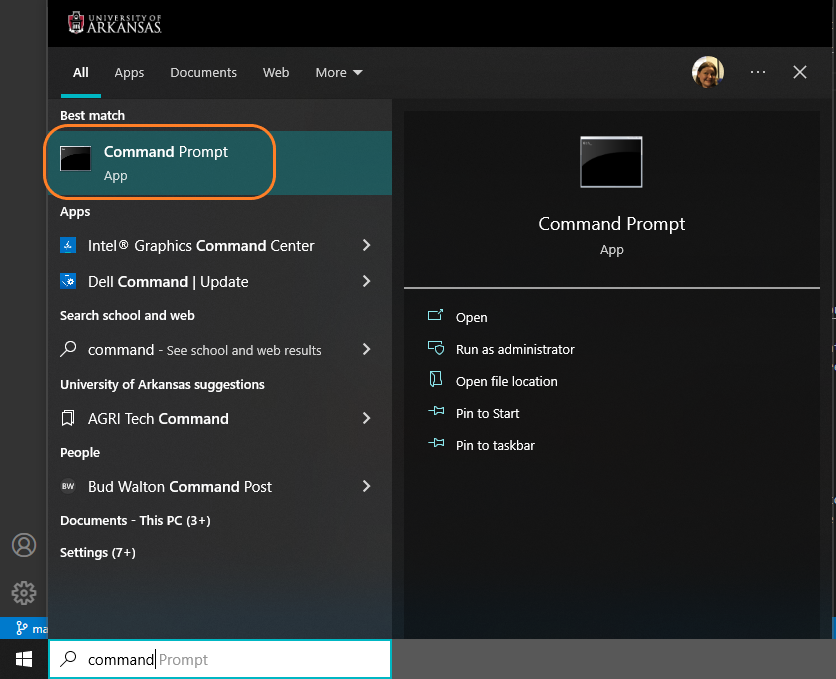 UNIVERSITY OF
ARKANSAS
All Apps Documents Web More
Best match
Command Prompt
App
Apps
Intel® Graphics Command Center
Dell Command | Update
Search school and web
command - See school and web results
University of Arkansas suggestions
AGRI Tech Command
People
BW Bud Walton Command Post
Documents - This PC (3+)
Settings (7+)
Command Prompt
App
Open
Run as administrator
Open file location
Pin to Start
Pin to taskbar
ma
command Prompt